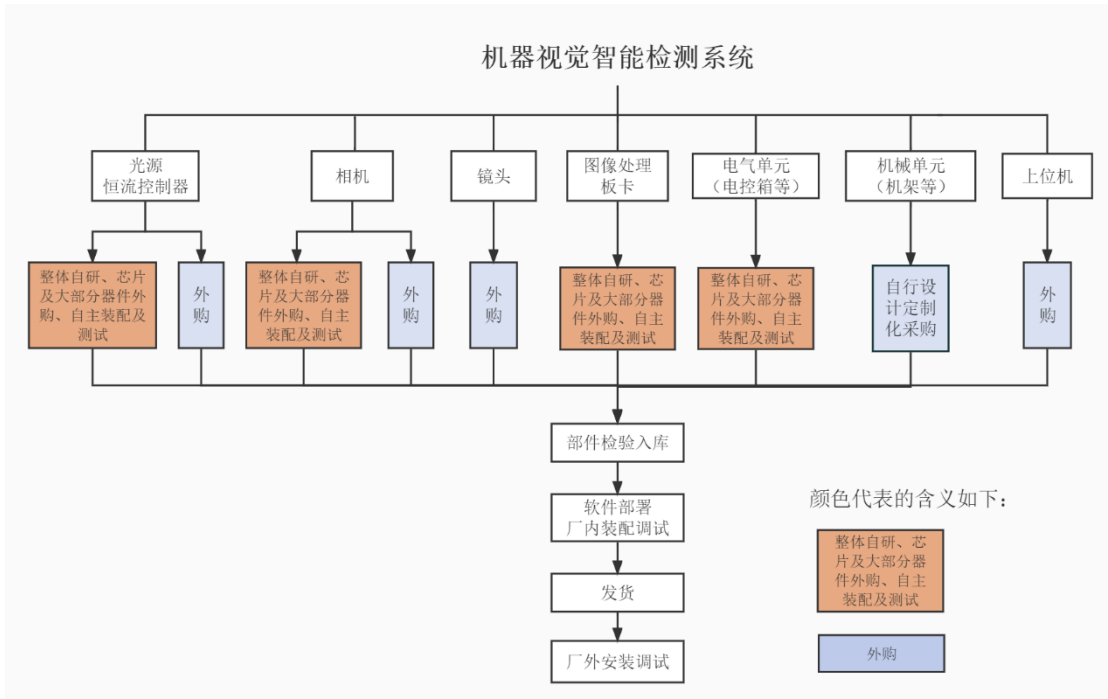 机器视觉智能检测系统
光源
恒流控制器
相机
镜头
图像处理
板卡
电气单元
（电控箱等）
机械单元
（机架等）
上位机
整体自研、芯片
及大部分器件外
购、自主装配及
测试
外
购
整体自研、芯
片及大部分器
件外购、自主
装配及测试
外
购
外
购
整体自研、芯
片及大部分器
件外购、自主
装配及测试
整体自研、芯
片及大部分器
件外购、自主
装配及测试
自行设
计定制
化采购
外
购
部件检验入库
软件部署
厂内装配调试
发货
厂外安装调试
颜色代表的含义如下：
整体自研、芯
片及大部分器
件外购、自主
装配及测试
外购